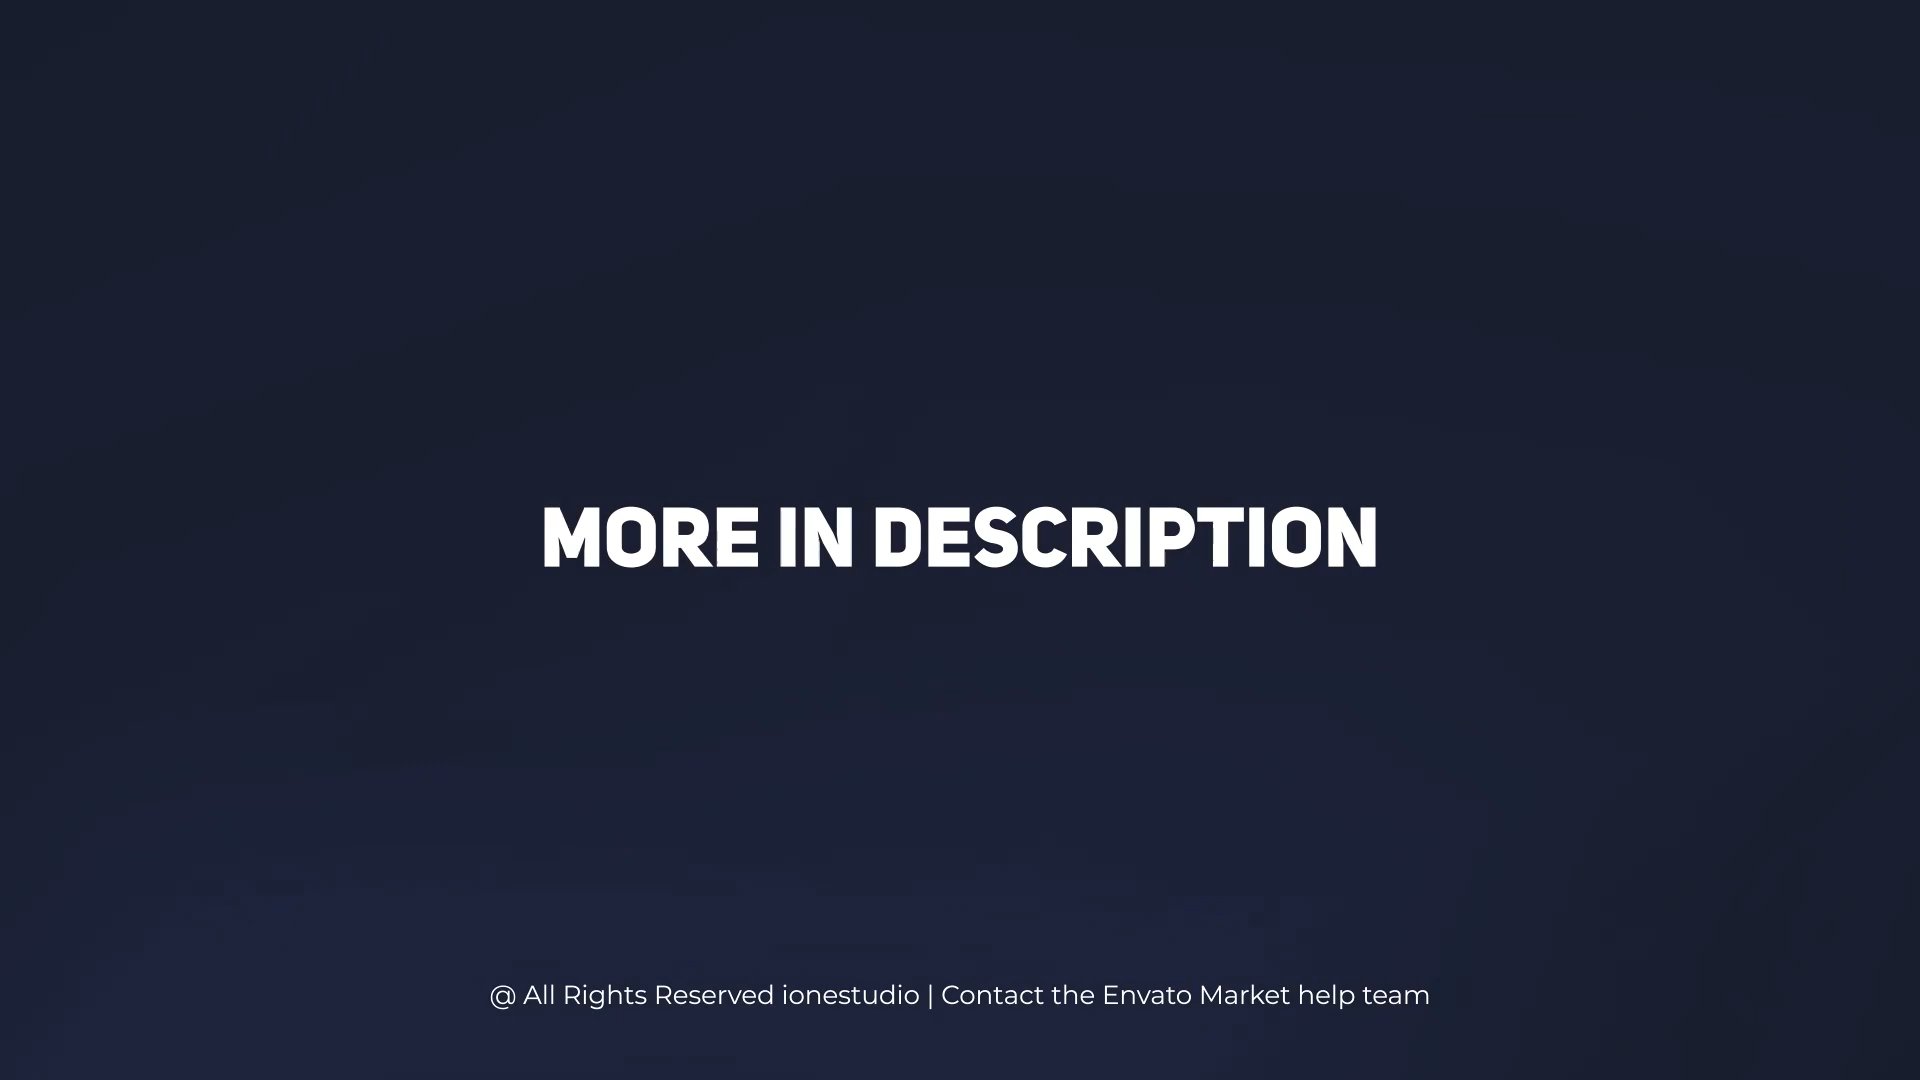 MORE IN DESCRIPTION
@ All Rights Reserved ionestudio | Contact the Envato Market help team